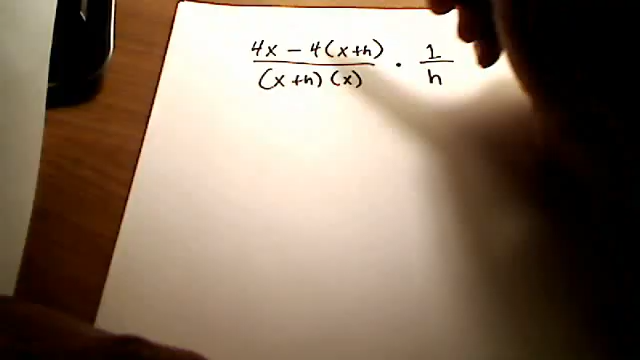 4x - 4(x+h) / (x+h)(x) · 1/h